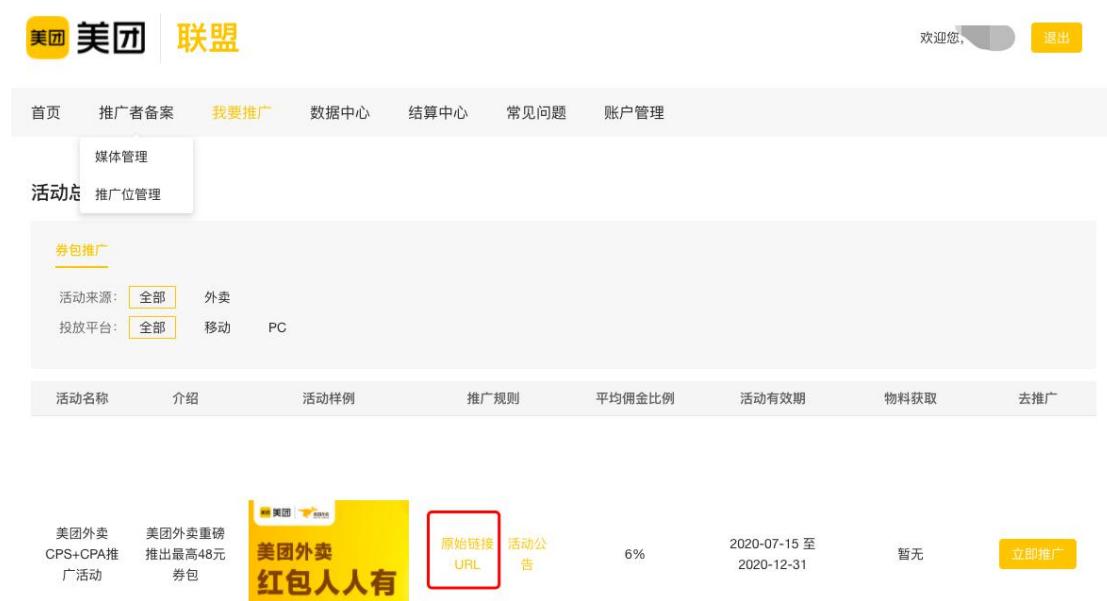 美团 美团 联盟
欢迎您, 退出
首页 推广者备案 我要推广 数据中心 结算中心 常见问题 账户管理
媒体管理
活动总
推广位管理
券包推广
活动来源: 全部 外卖
投放平台: 全部 移动 PC
活动名称 介绍 活动样例 推广规则 平均佣金比例 活动有效期 物料获取 去推广
美团 美团
美团外卖
CPS+CPA推
广活动
美团外卖重磅
推出最高48元
券包
美团外卖
红包人人有
原始链接
URL
活动公
告
6%
2020-07-15 至
2020-12-31
暂无
立即推广